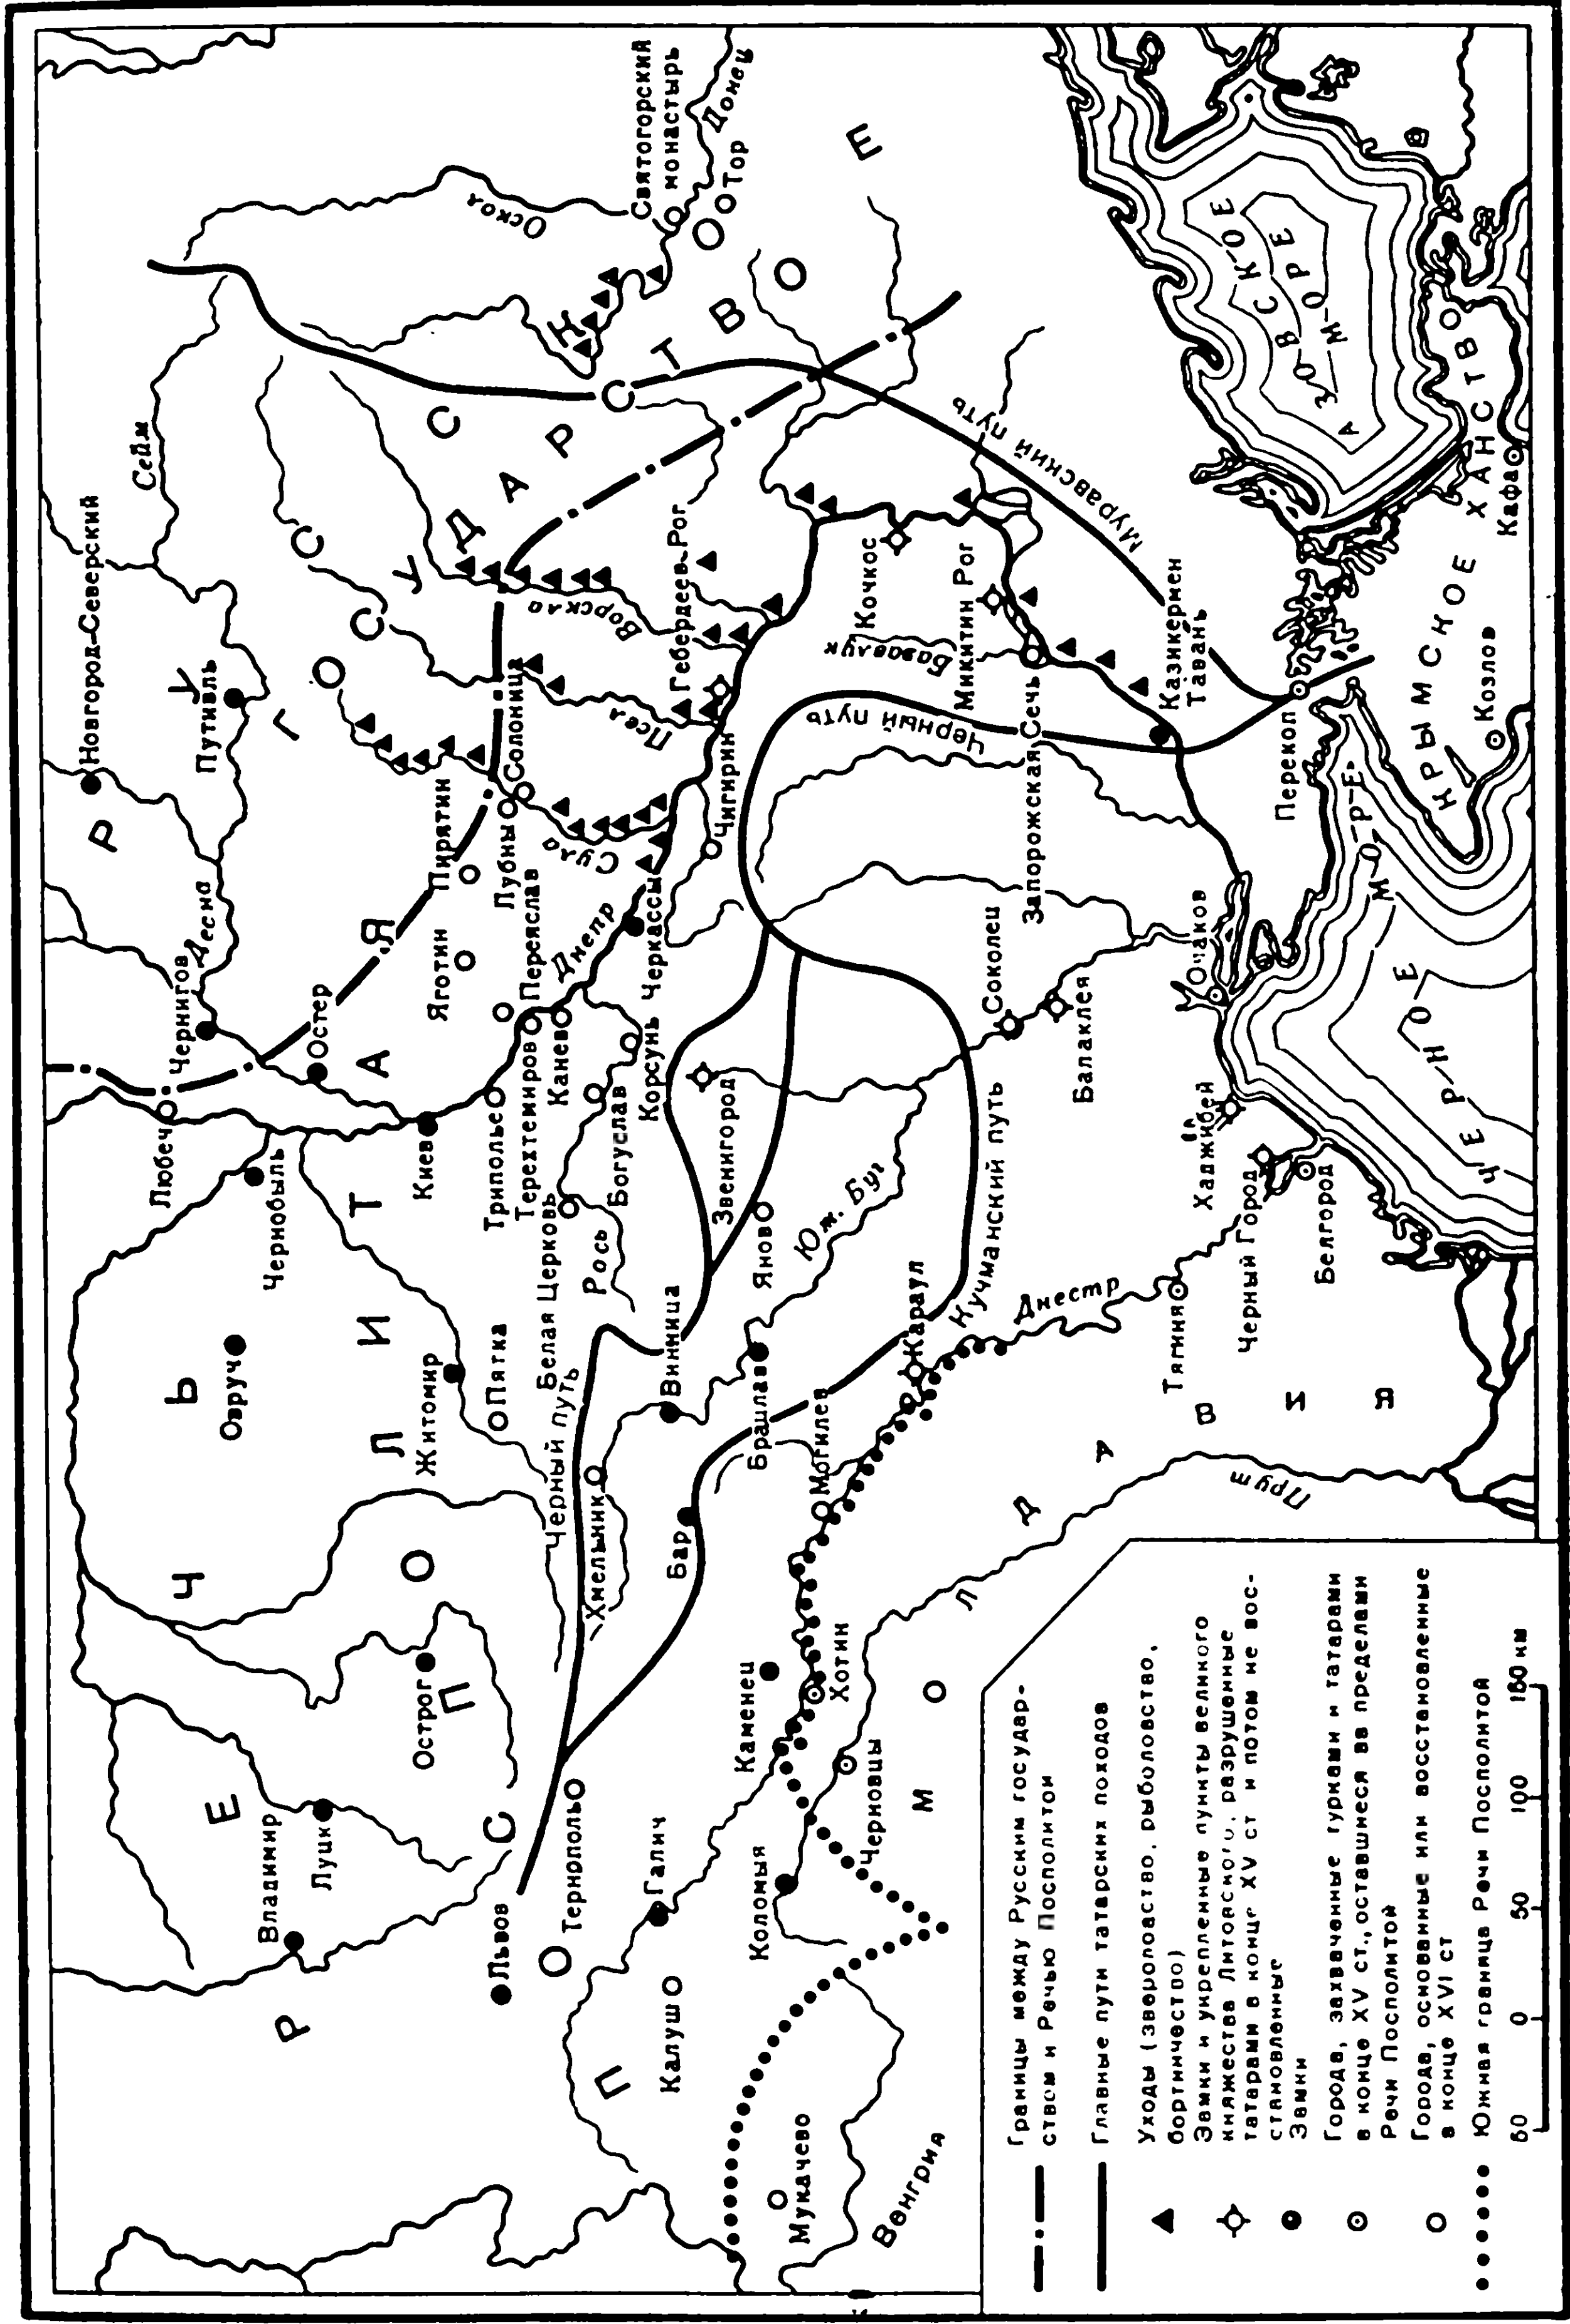 РУССКОЕ
ГОСУДАРСТВО
РЕЧЬ
ПОСПОЛИТАЯ
МОЛДАВИЯ
Венгрия
КРЫМСКОЕ ХАНСТВО
АЗОВСКОЕ
МОРЕ
ЧЕРНОЕ МОРЕ
Новгород-Северский
Сейм
Путивль
Десна
Чернигов
Любеч
Остер
Чернобыль
Овруч
Киев
Житомир
Пятка
Острог
Владимир
Луцк
Львов
Тернополь
Галич
Калуш
Коломыя
Мукачево
Черновцы
Каменец
Хотин
Могилев
Бар
Хмельник
Черный путь
Винница
Брацлав
Янов
Юж. Буг
Звенигород
Белая Церковь
Рось
Богуслав
Корсунь
Триполье
Терехтемиров
Канев
Переяслав
Яготин
Пирятин
Лубны
Солоница
Сула
Днепр
Черкассы
Чигирин
Псел
Ворскла
Гебердеев-Рог
Оскол
Святогорский
монастырь
Донец
Тор
Кочкос
Базавлук
Микитин Рог
Запорожская Сечь
Черный путь
Муравский путь
Казикермен
Тавань
Перекоп
Козлов
Кафа
Соколец
Балаклея
Очаков
Хаджибей
Черный Город
Белгород
Тягиня
Караул
Кучманский путь
Днестр
Прут
Границы между Русским государ-
ством и Речью Посполитой
Главные пути татарских походов
Уходы (звероловство, рыболовство,
бортничество)
Замки и укрепленные пункты великого
княжества Литовского, разрушенные
татарами в конце XV ст и потом не вос-
становленные
Замки
Города, захваченные турками и татарами
в конце XV ст., оставшиеся вв пределами
Речи Посполитой
Города, основанные или восстановленные
в конце XVI ст
Южная граница Речи Посполитой
50 0 50 100 150 км